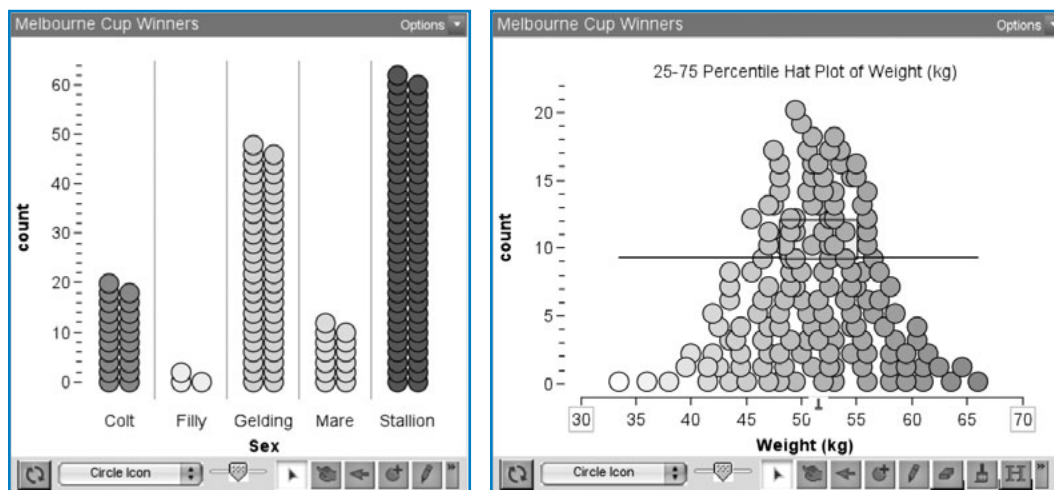 Melbourne Cup Winners
Options
60
50
40
30
20
10
0
count
Colt
Filly
Gelding
Mare
Stallion
Sex
Circle Icon
Melbourne Cup Winners
Options
25-75 Percentile Hat Plot of Weight (kg)
20
15
10
5
0
count
30
35
40
45
50
55
60
65
70
Weight (kg)
Circle Icon